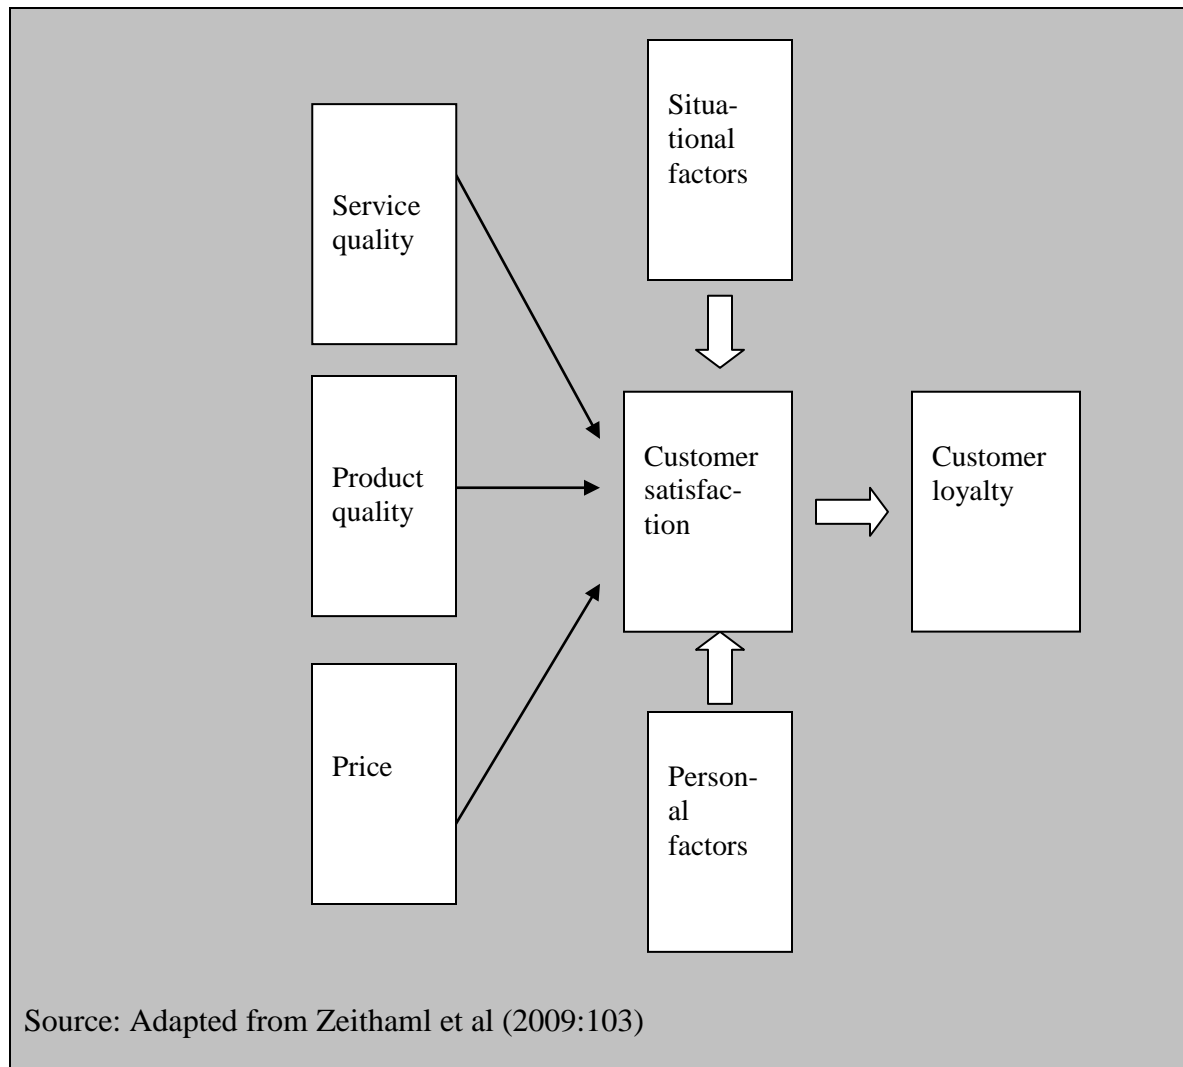 Situa-
tional
factors
Service
quality
Product
quality
Customer
satisfac-
tion
Customer
loyalty
Price
Person-
al
factors
Source: Adapted from Zeithaml et al (2009:103)